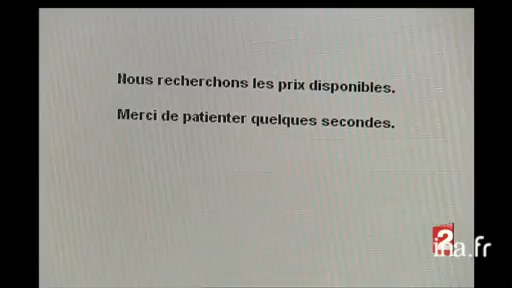 Nous recherchons les prix disponibles.
Merci de patienter quelques secondes.
2
ina.fr